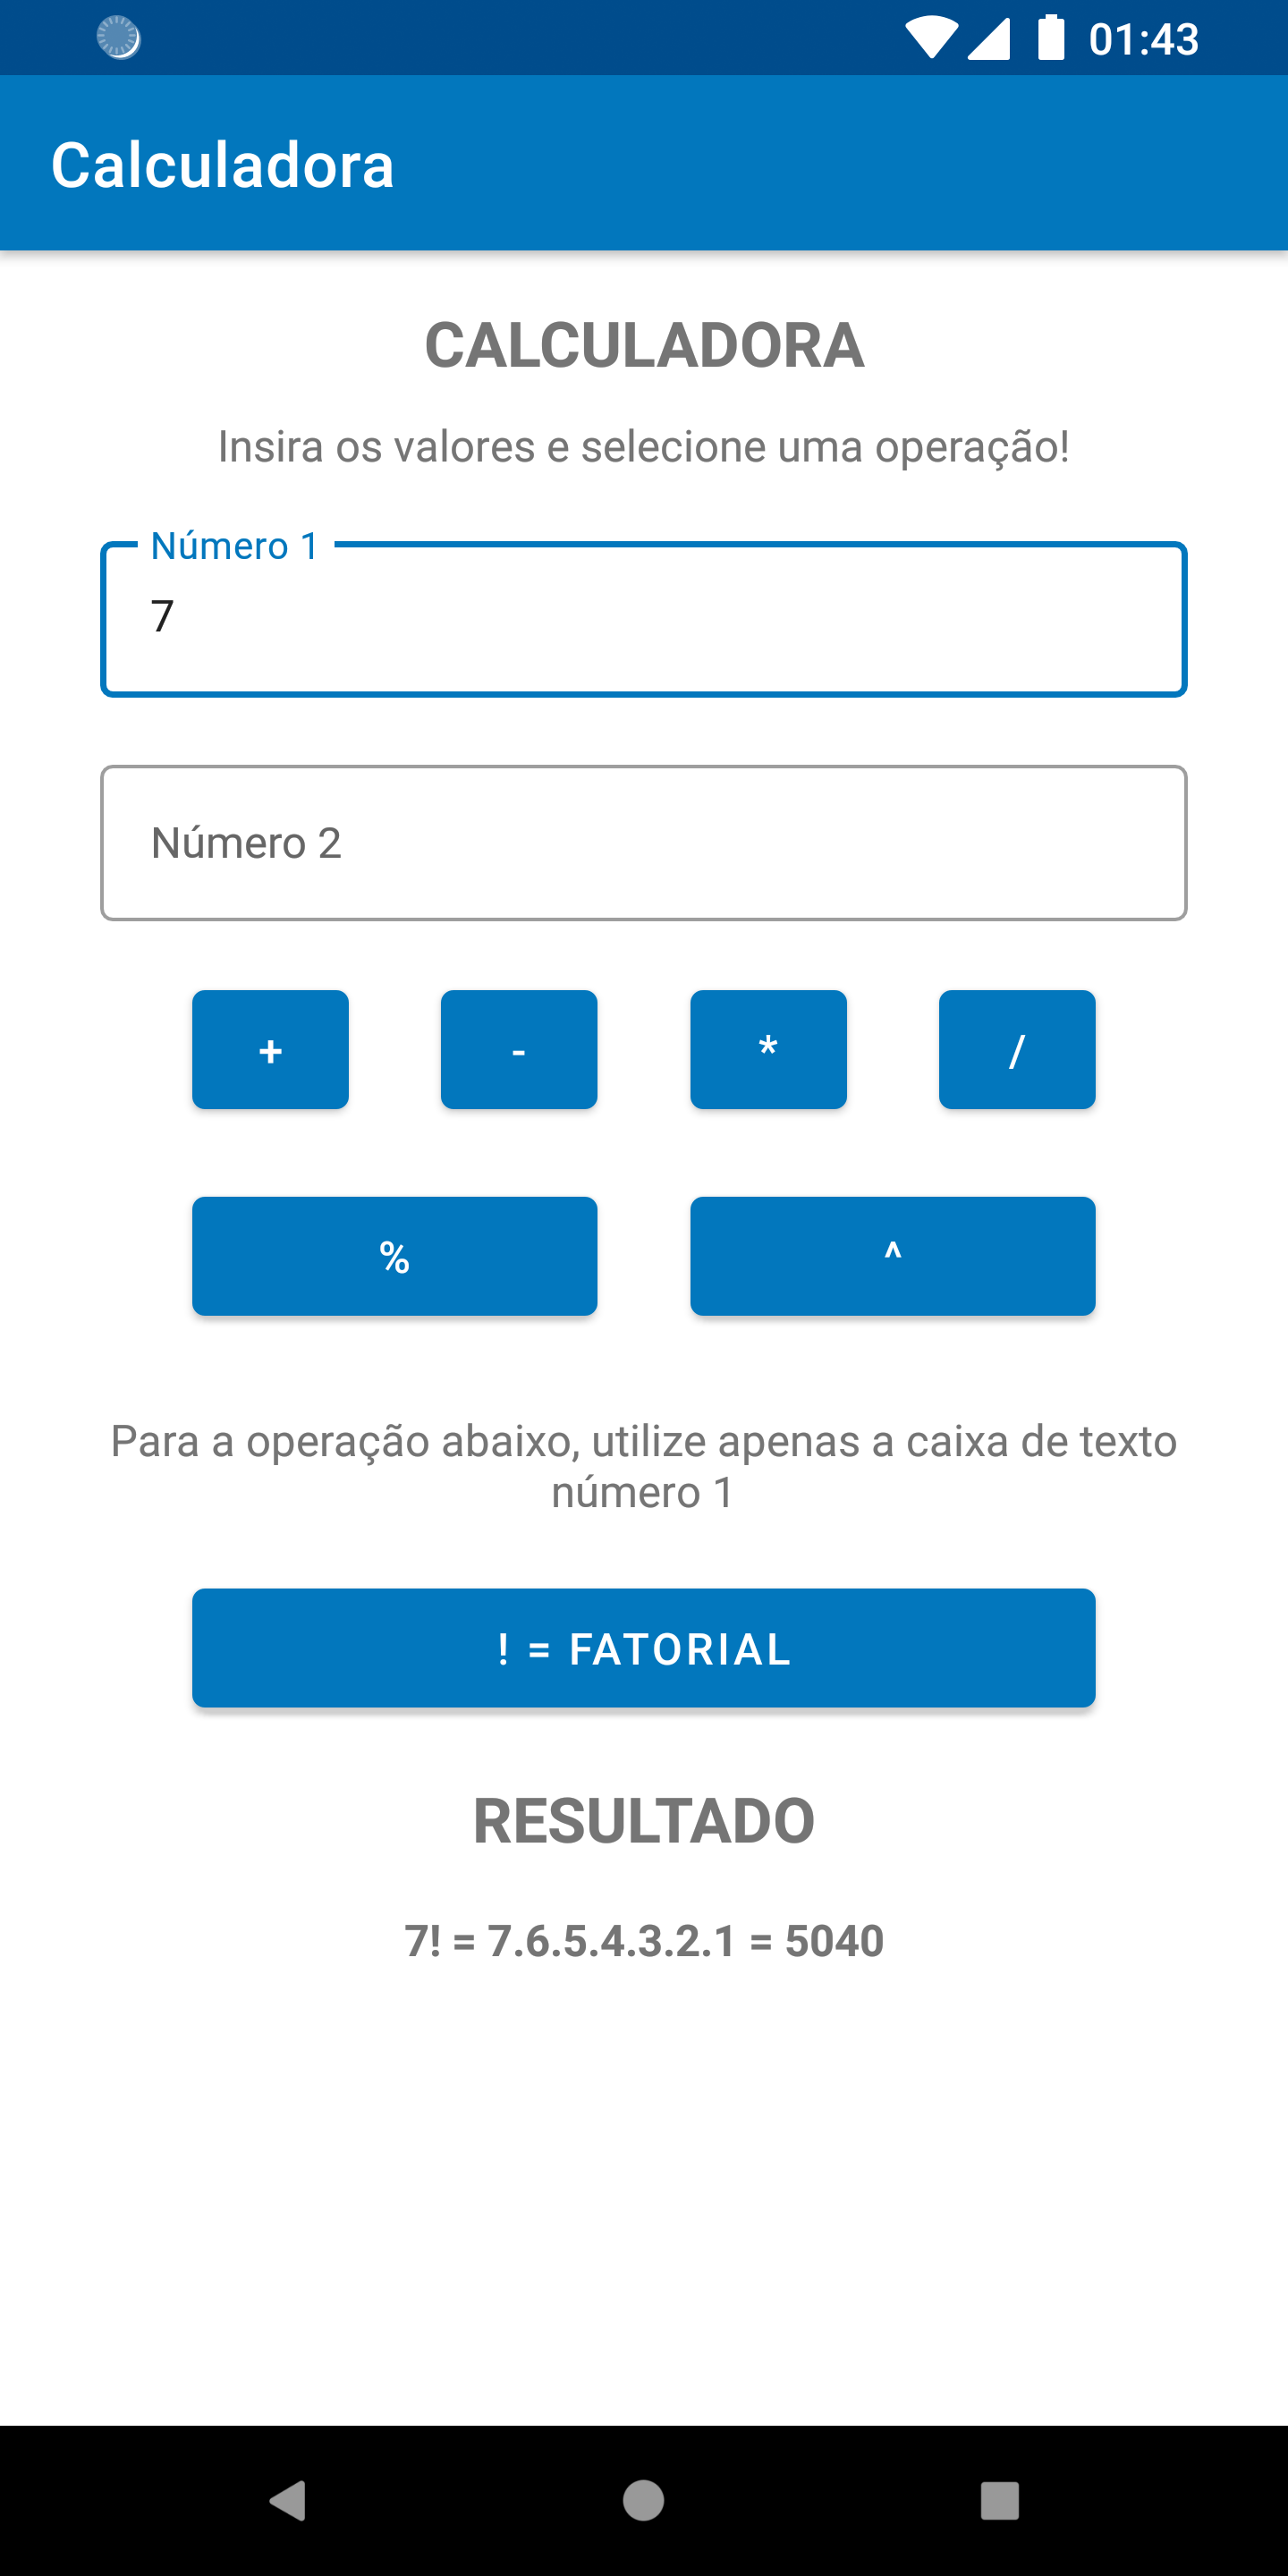 01:43
Calculadora
CALCULADORA
Insira os valores e selecione uma operação!
Número 1
7
Número 2
+ - * /
% ^
Para a operação abaixo, utilize apenas a caixa de texto
número 1
! = FATORIAL
RESULTADO
7! = 7.6.5.4.3.2.1 = 5040